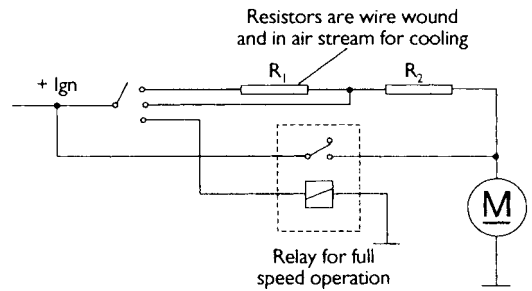 Resistors are wire wound
and in air stream for cooling
+ Ign
R1
R2
M
Relay for full
speed operation